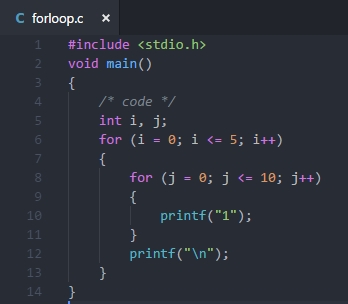 C forloop.c ×
1 #include <stdio.h>
2 void main()
3 {
4     /* code */
5     int i, j;
6     for (i = 0; i <= 5; i++)
7     {
8         for (j = 0; j <= 10; j++)
9         {
10             printf("1");
11         }
12         printf("\n");
13     }
14 }